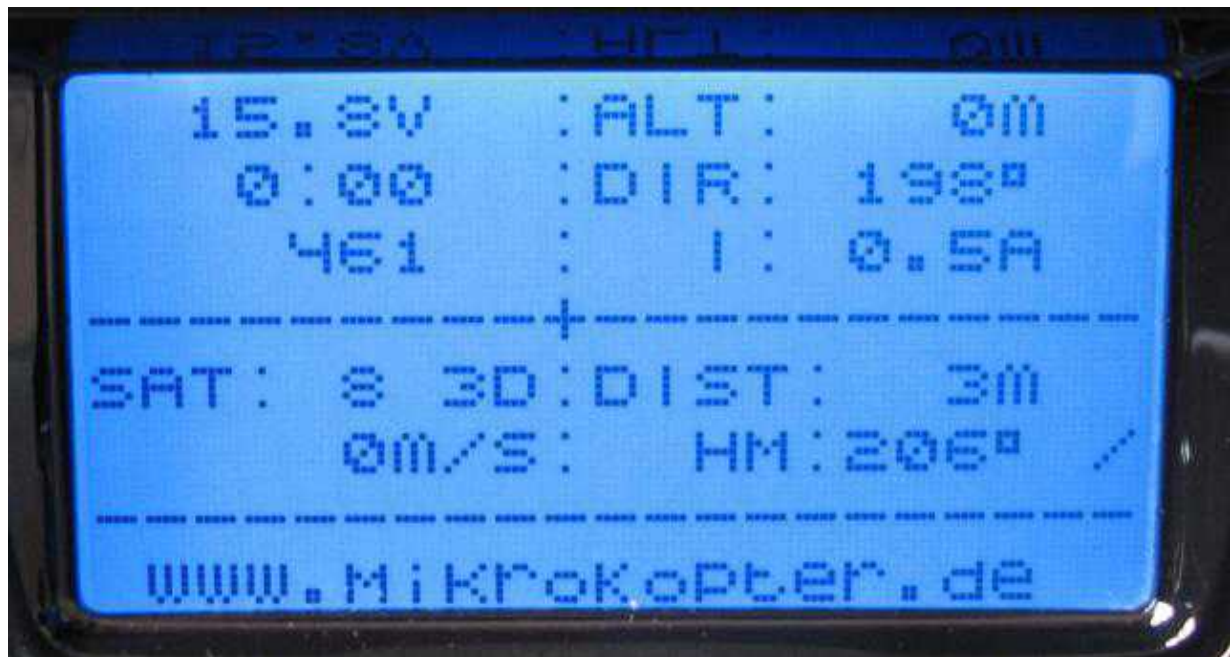 15.8V :ALT: 0m
0:00 :DIR: 198°
461 : I: 0.5A
---------+-----------
SAT: 8 3D:DIST: 3m
0m/s: HM:206° /
---------------------
www.MikroKopter.de